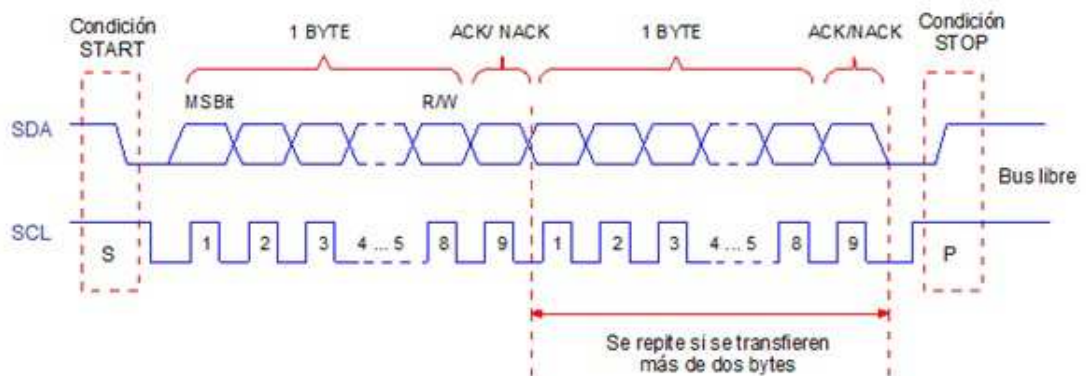 Condición
START
1 BYTE
ACK/ NACK
1 BYTE
ACK/NACK
Condición
STOP
MSBit
R/W
SDA
Bus libre
SCL
S
1
2
3
4 ... 5
8
9
1
2
3
4 ... 5
8
9
P
Se repite si se transfieren
más de dos bytes